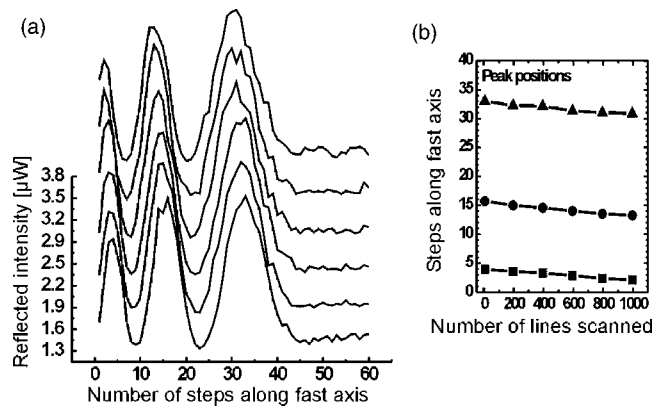 (a)
Reflected intensity [µW]
3.8
3.5
3.2
2.9
2.5
2.2
1.9
1.6
1.3
0 10 20 30 40 50 60
Number of steps along fast axis
(b)
Peak positions
Steps along fast axis
40
35
30
25
20
15
10
5
0
0 200 400 600 800 1000
Number of lines scanned